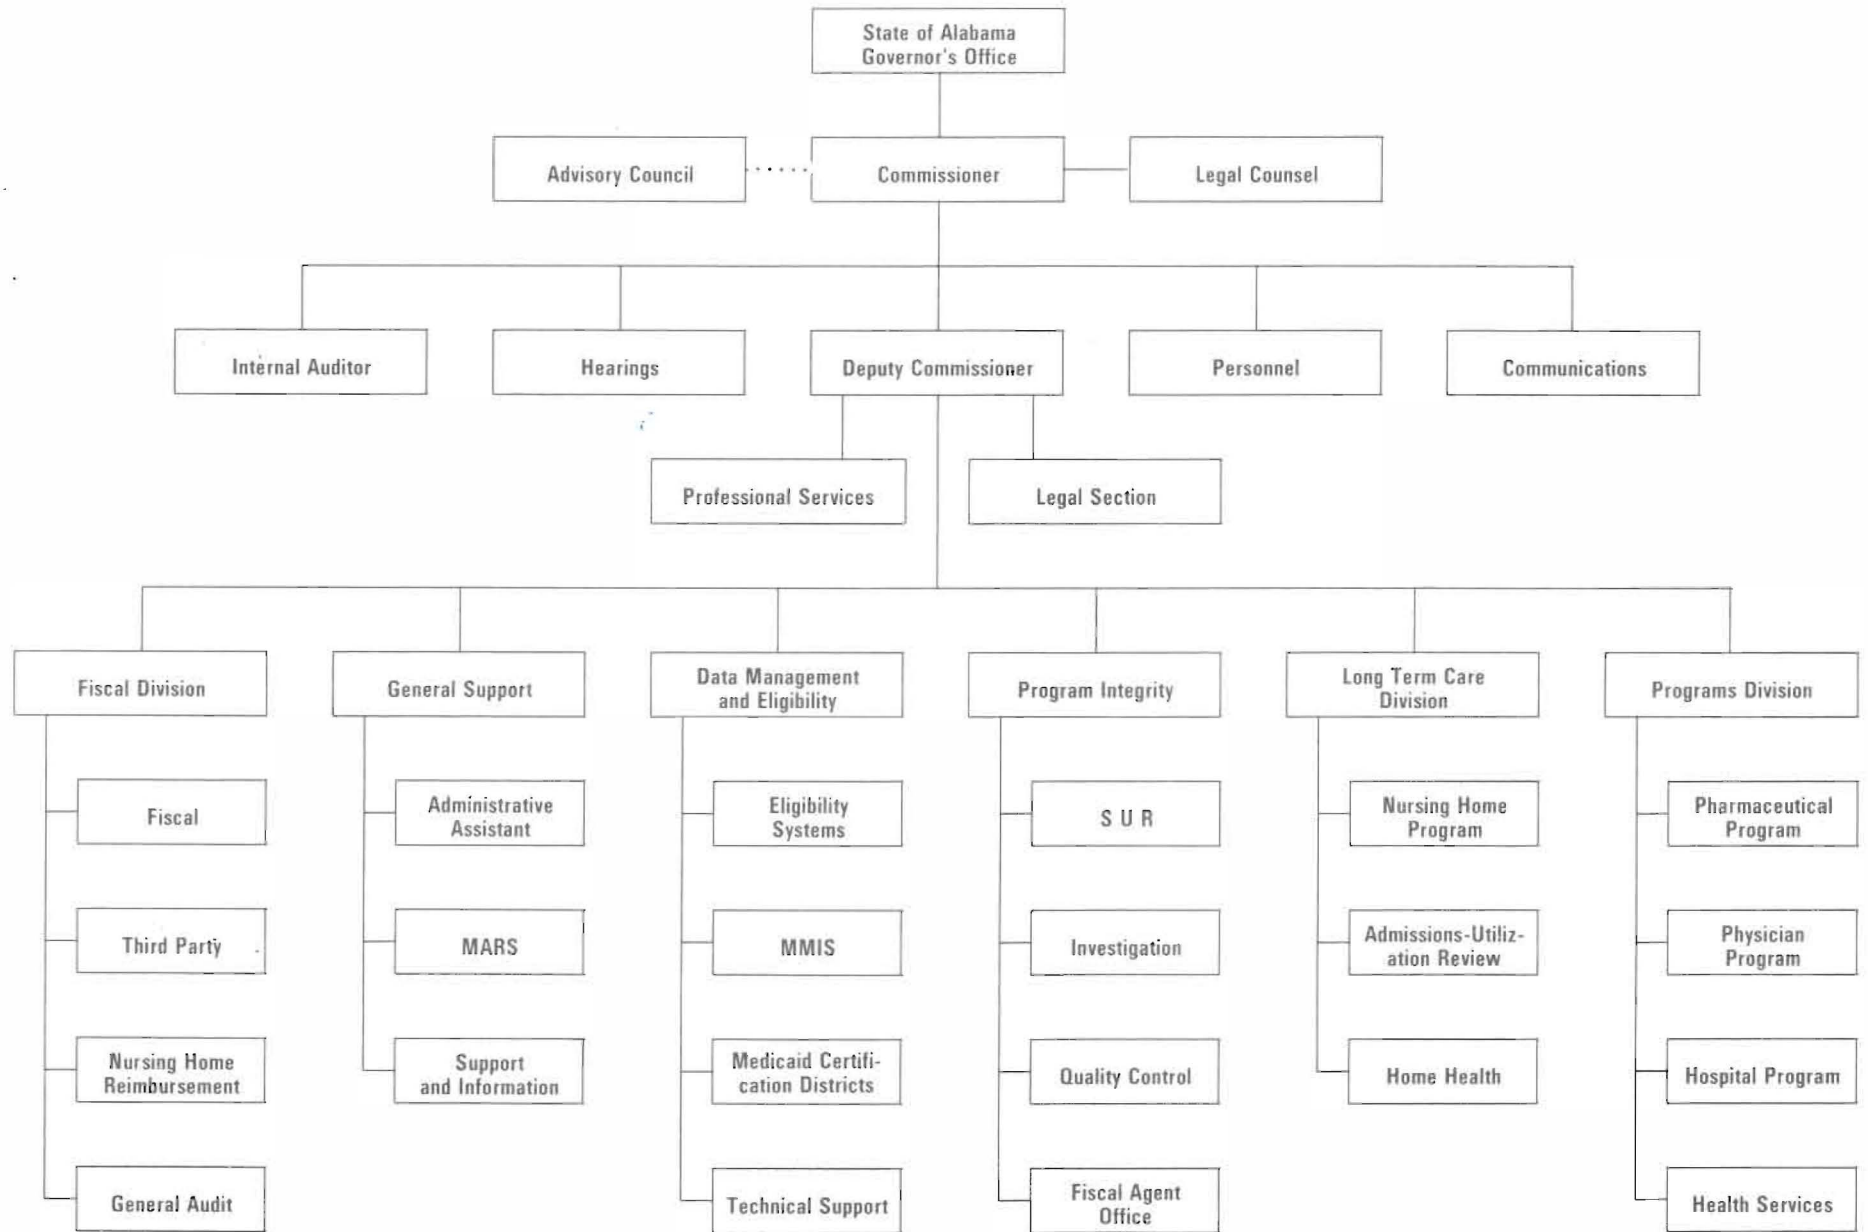 State of Alabama
Governor's Office
Advisory Council
Commissioner
Legal Counsel
Internal Auditor
Hearings
Deputy Commissioner
Personnel
Communications
Professional Services
Legal Section
Fiscal Division
General Support
Data Management
and Eligibility
Program Integrity
Long Term Care
Division
Programs Division
Fiscal
Administrative
Assistant
Eligibility
Systems
S U R
Nursing Home
Program
Pharmaceutical
Program
Third Party
MARS
MMIS
Investigation
Admissions-Utiliz-
ation Review
Physician
Program
Nursing Home
Reimbursement
Support
and Information
Medicaid Certifi-
cation Districts
Quality Control
Home Health
Hospital Program
General Audit
Technical Support
Fiscal Agent
Office
Health Services